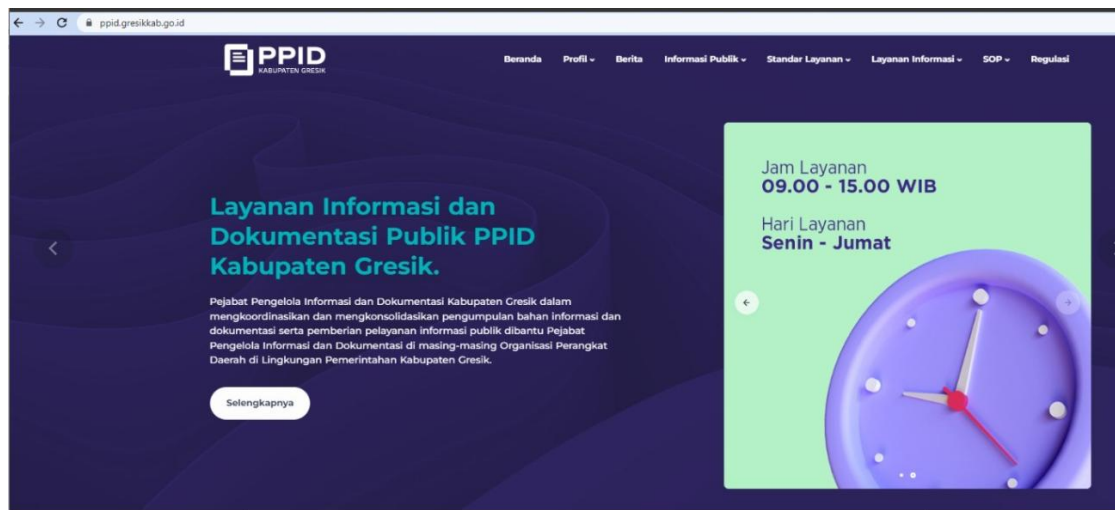 ppid.gresikkab.go.id
PPID
KABUPATEN GRESIK
Beranda Profil Berita Informasi Publik Standar Layanan Layanan Informasi SOP Regulasi
Layanan Informasi dan
Dokumentasi Publik PPID
Kabupaten Gresik.
Pejabat Pengelola Informasi dan Dokumentasi Kabupaten Gresik dalam
mengkoordinasikan dan mengkonsolidasikan pengumpulan bahan informasi dan
dokumentasi serta pemberian pelayanan informasi publik dibantu Pejabat
Pengelola Informasi dan Dokumentasi di masing-masing Organisasi Perangkat
Daerah di Lingkungan Pemerintahan Kabupaten Gresik.
Selengkapnya
Jam Layanan
09.00 - 15.00 WIB
Hari Layanan
Senin - Jumat